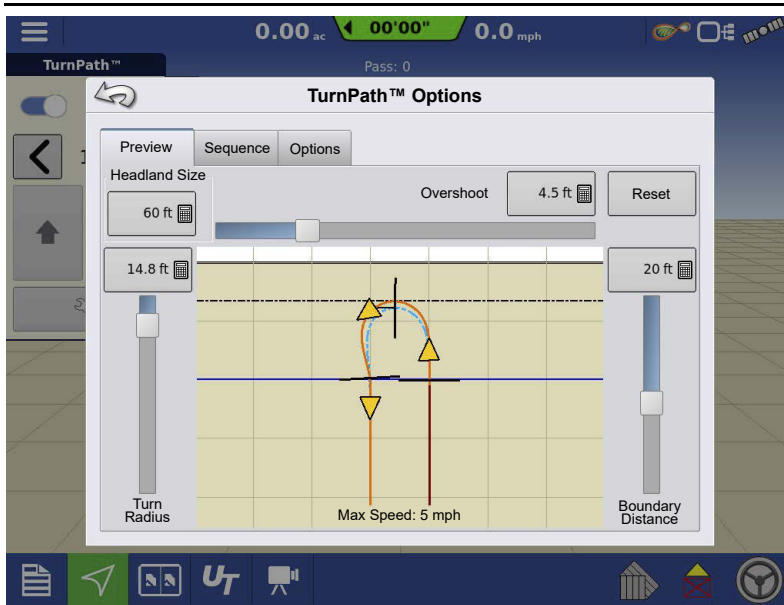 0.00 ac
00'00"
0.0 mph
TurnPath™
Pass: 0
TurnPath™ Options
Preview
Sequence
Options
Headland Size
60 ft
Overshoot
4.5 ft
Reset
14.8 ft
20 ft
Turn
Radius
Max Speed: 5 mph
Boundary
Distance
UT